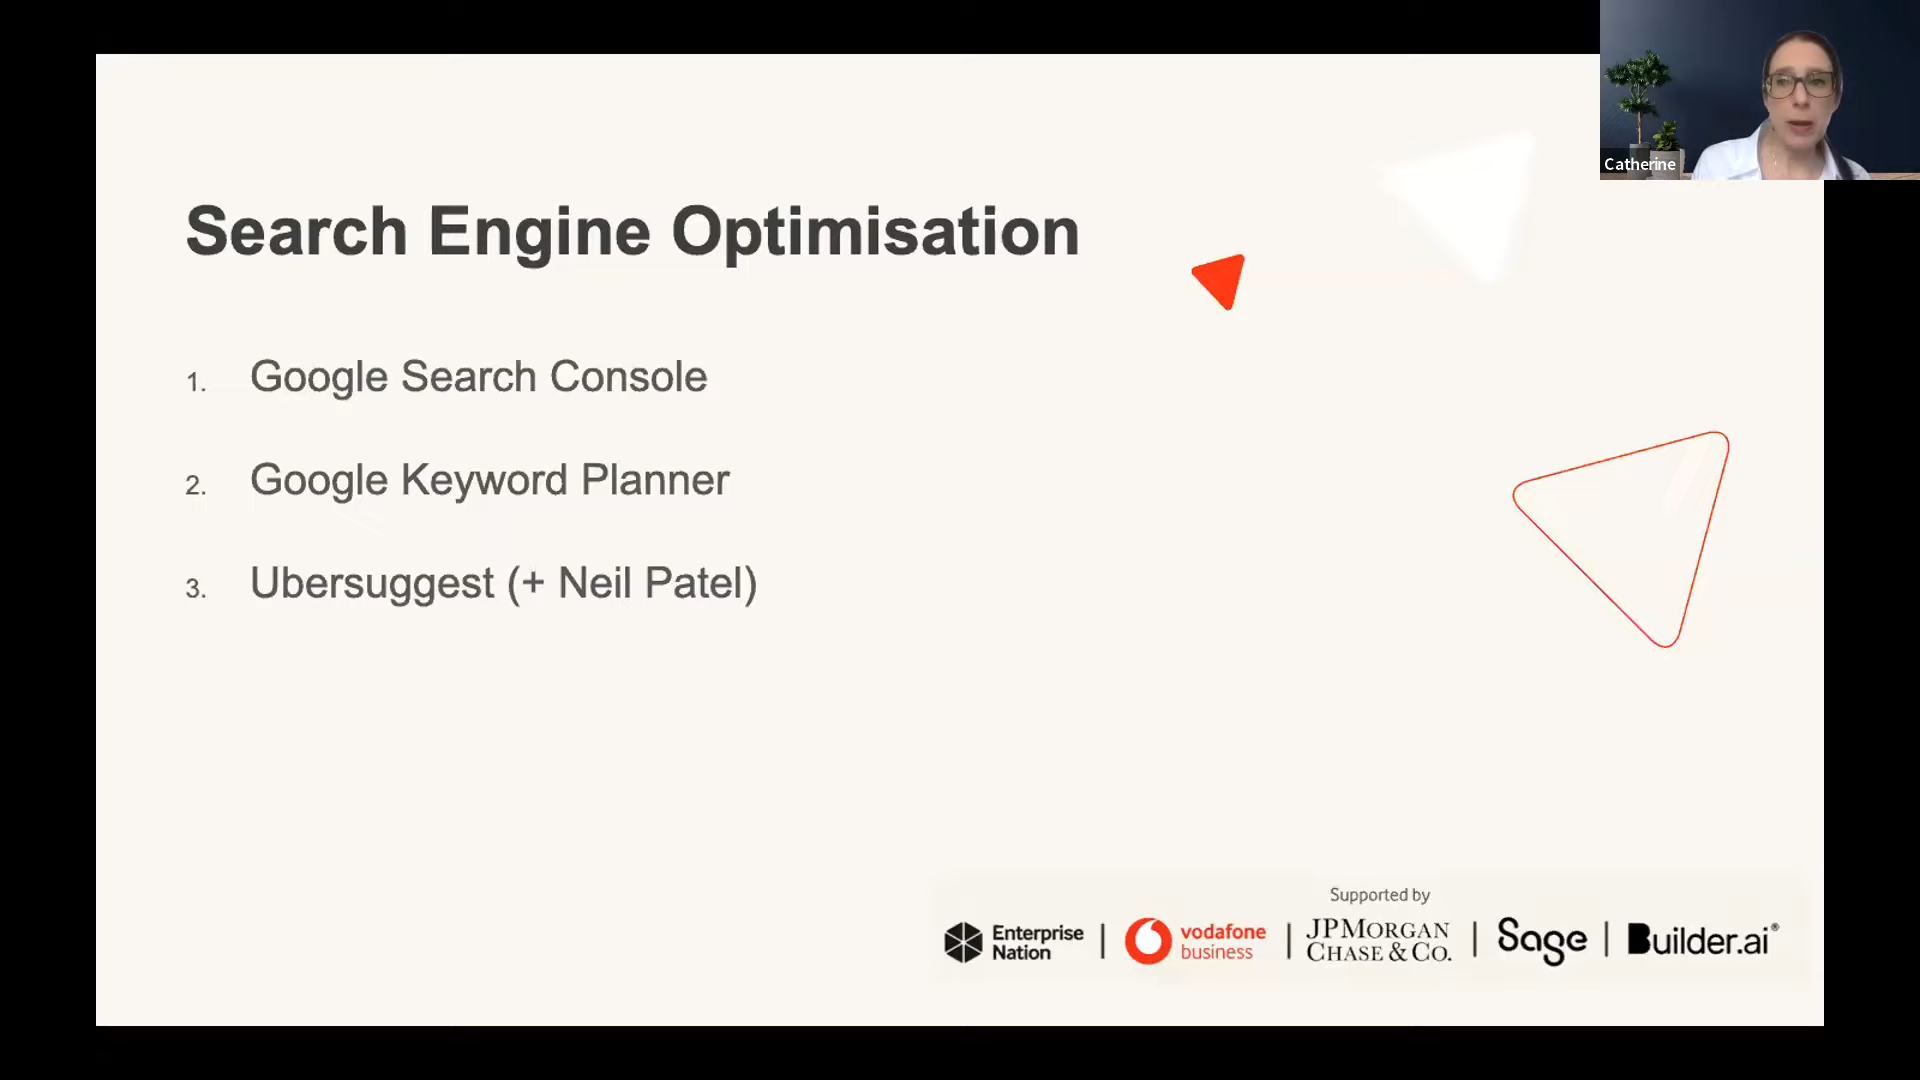 Catherine
Search Engine Optimisation
1. Google Search Console
2. Google Keyword Planner
3. Ubersuggest (+ Neil Patel)
Supported by
Enterprise
Nation
vodafone
business
JPMORGAN
CHASE & CO.
Sage
Builder.ai®